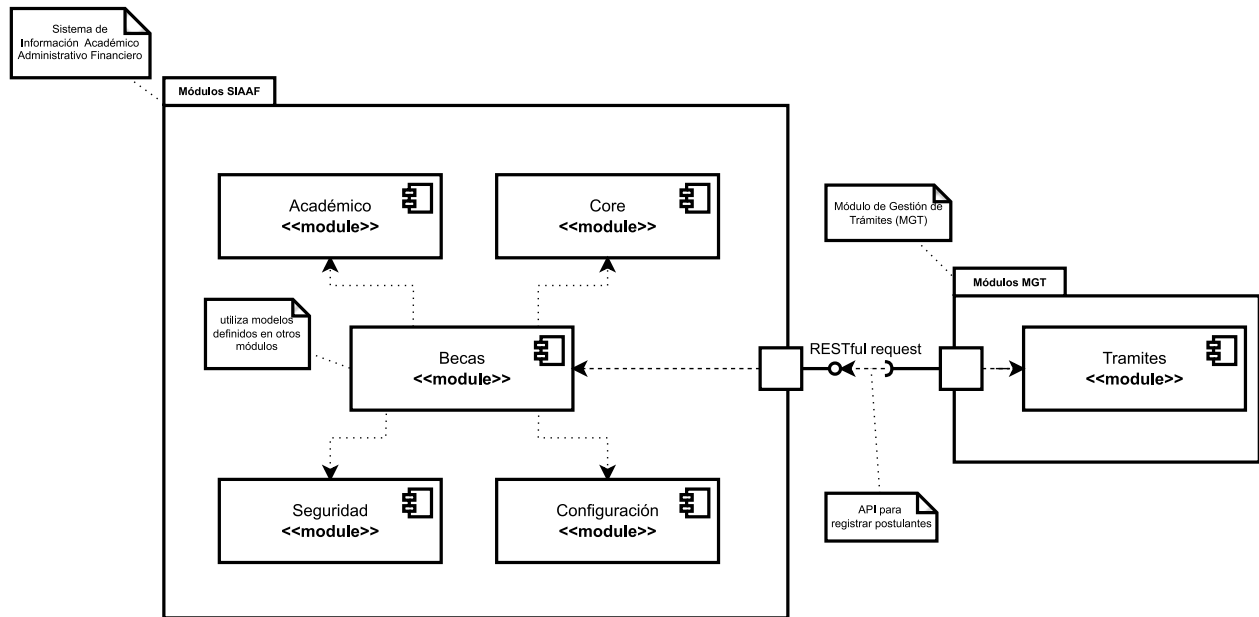 Sistema de
Información Académico
Administrativo Financiero
Módulos SIAAF
Académico
<<module>>
Core
<<module>>
Módulo de Gestión de
Trámites (MGT)
Módulos MGT
utiliza modelos
definidos en otros
módulos
Becas
<<module>>
RESTful request
Tramites
<<module>>
Seguridad
<<module>>
Configuración
<<module>>
API para
registrar postulantes